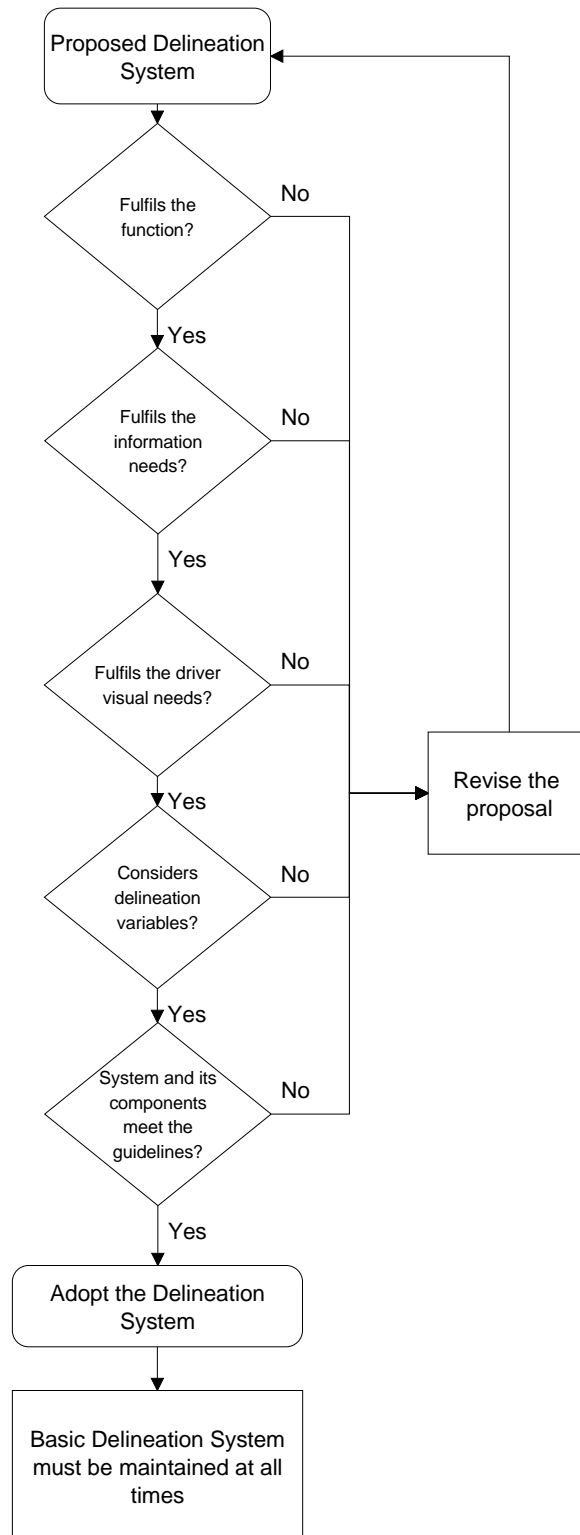 Proposed Delineation
System
No
Fulfils the
function?
Yes
No
Fulfils the
information
needs?
Yes
No
Fulfils the driver
visual needs?
Revise the
proposal
Yes
No
Considers
delineation
variables?
Yes
No
System and its
components
meet the
guidelines?
Yes
Adopt the Delineation
System
Basic Delineation System
must be maintained at all
times